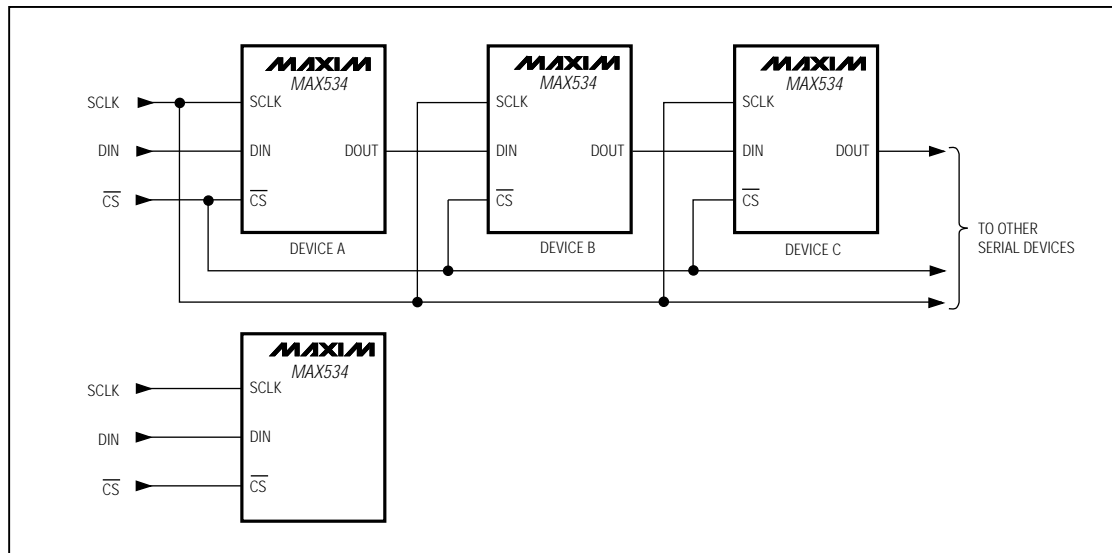 MAXIM
MAX534
SCLK
SCLK
DIN
DIN
DOUT
CS
CS
DEVICE A
MAXIM
MAX534
SCLK
DIN
DOUT
CS
DEVICE B
MAXIM
MAX534
SCLK
DIN
DOUT
CS
DEVICE C
TO OTHER
SERIAL DEVICES
MAXIM
MAX534
SCLK
SCLK
DIN
DIN
CS
CS